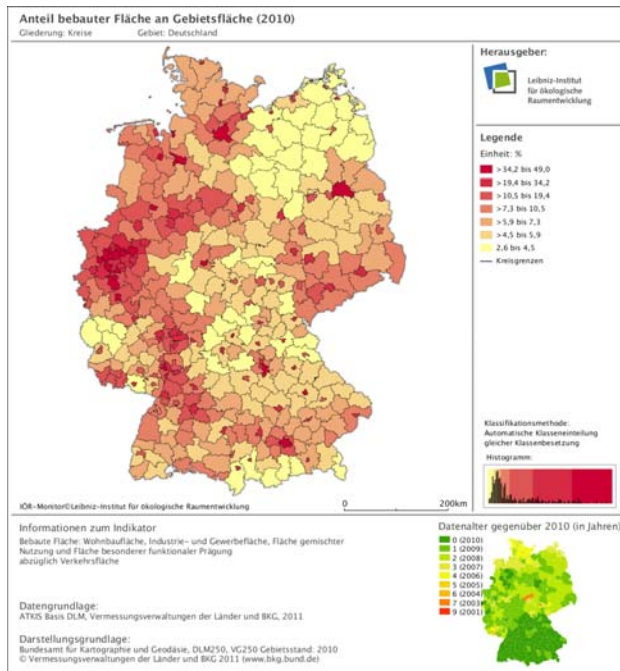 Anteil bebauter Fläche an Gebietsfläche (2010)
Gliederung: Kreise Gebiet: Deutschland
Herausgeber:
Leibniz-Institut
für ökologische
Raumentwicklung
Legende
Einheit: %
>34,2 bis 49,0
>19,4 bis 34,2
>10,5 bis 19,4
>7,3 bis 10,5
>5,9 bis 7,3
>4,5 bis 5,9
2,6 bis 4,5
Kreisgrenzen
Klassifikationsmethode:
Automatische Klasseneinteilung
gleicher Klassenbesetzung
Histogramm:
IÖR-Monitor©Leibniz-Institut für ökologische Raumentwicklung
0 200km
Informationen zum Indikator
Bebaute Fläche: Wohnbaufläche, Industrie- und Gewerbefläche, Fläche gemischter
Nutzung und Fläche besonderer funktionaler Prägung
abzüglich Verkehrsfläche
Datengrundlage:
ATKIS Basis DLM, Vermessungsverwaltungen der Länder und BKG, 2011
Darstellungsgrundlage:
Bundesamt für Kartographie und Geodäsie, DLM250, VG250 Gebietsstand: 2010
© Vermessungsverwaltungen der Länder und BKG 2011 (www.bkg.bund.de)
Datenalter gegenüber 2010 (in Jahren)
0 (2010)
1 (2009)
2 (2008)
3 (2007)
4 (2006)
5 (2005)
6 (2004)
7 (2003)
9 (2001)